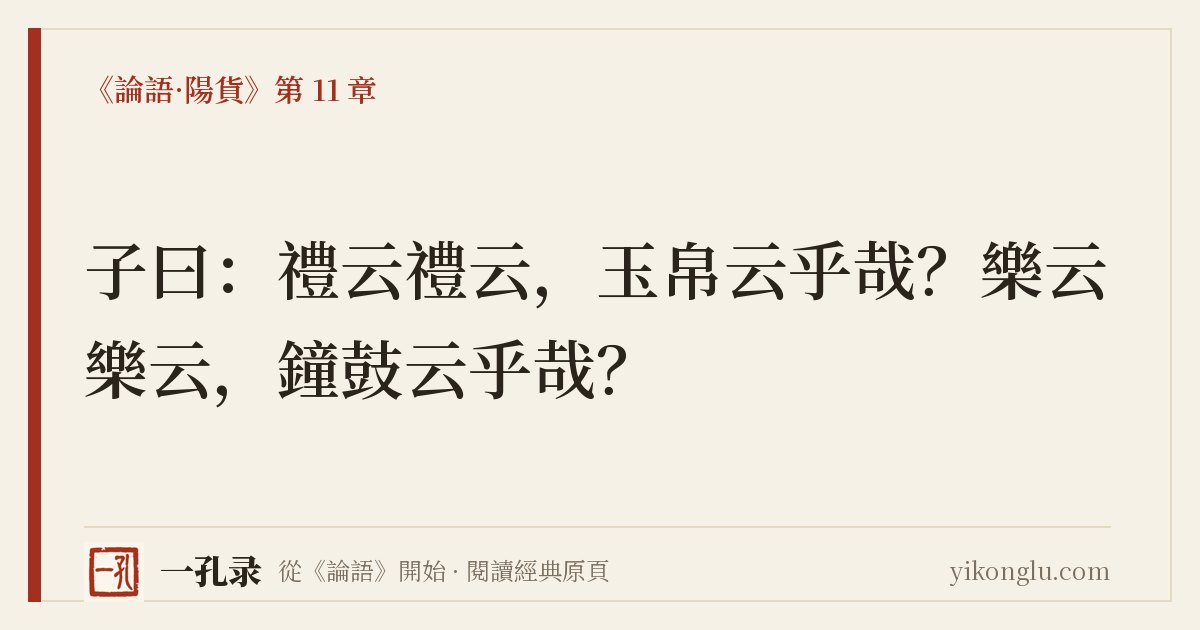 《論語·陽貨》第 11 章
子曰：禮云禮云，玉帛云乎哉？樂云
樂云，鐘鼓云乎哉？
一孔
一孔录 從《論語》開始 · 閱讀經典原頁 yikonglu.com